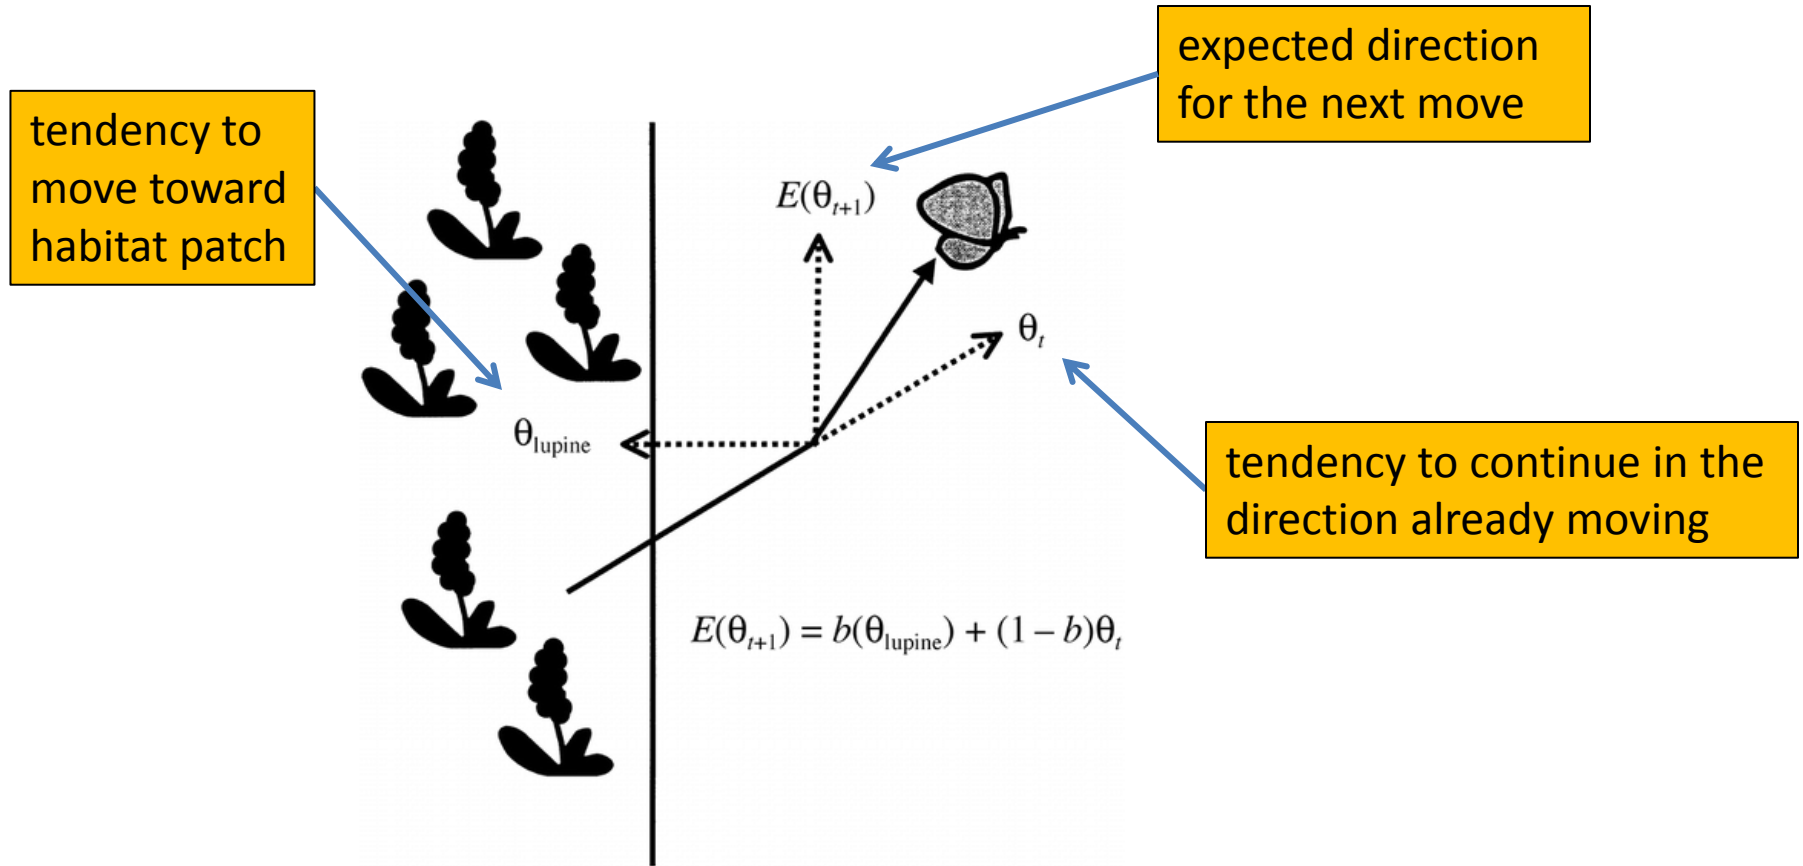 expected direction
for the next move
tendency to
move toward
habitat patch
E(θₜ₊₁)
θₜ
θlupine
tendency to continue in the
direction already moving
E(θₜ₊₁) = b(θlupine) + (1 – b)θₜ